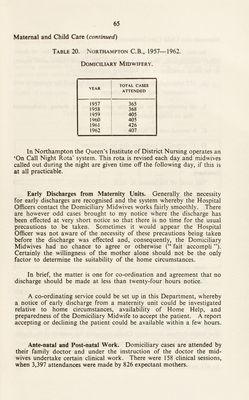 65
Maternal and Child Care (continued)
TABLE 20. NORTHAMPTON C.B., 1957—1962.
DOMICILIARY MIDWIFERY.
YEAR TOTAL CASES ATTENDED
1957 365
1958 368
1959 405
1960 405
1961 426
1962 407
In Northampton the Queen's Institute of District Nursing operates an
'On Call Night Rota' system. This rota is revised each day and midwives
called out during the night are given time off the following day, if this is
at all practicable.
Early Discharges from Maternity Units. Generally the necessity
for early discharges are recognised and the system whereby the Hospital
Officers contact the Domiciliary Midwives works fairly smoothly. There
are however odd cases brought to my notice where the discharge has
been effected at very short notice so that there is no time for the usual
precautions to be taken. Sometimes it would appear the Hospital
Officer was not aware of the necessity of these precautions being taken
before the discharge was effected and, consequently, the Domiciliary
Midwives had no chance to agree or otherwise ("fait accompli").
Certainly the willingness of the mother alone should not be the only
factor to determine the suitability of the home circumstances.
In brief, the matter is one for co-ordination and agreement that no
discharge should be made at less than twenty-four hours notice.
A co-ordinating service could be set up in this Department, whereby
a notice of early discharge from a maternity unit could be investigated
relative to home circumstances, availability of Home Help, and
preparedness of the Domiciliary Midwife to accept the patient. A report
accepting or declining the patient could be available within a few hours.
Ante-natal and Post-natal Work. Domiciliary cases are attended by
their family doctor and under the instruction of the doctor the mid-
wives undertake certain clinical work. There were 158 clinical sessions,
when 3,397 attendances were made by 826 expectant mothers.